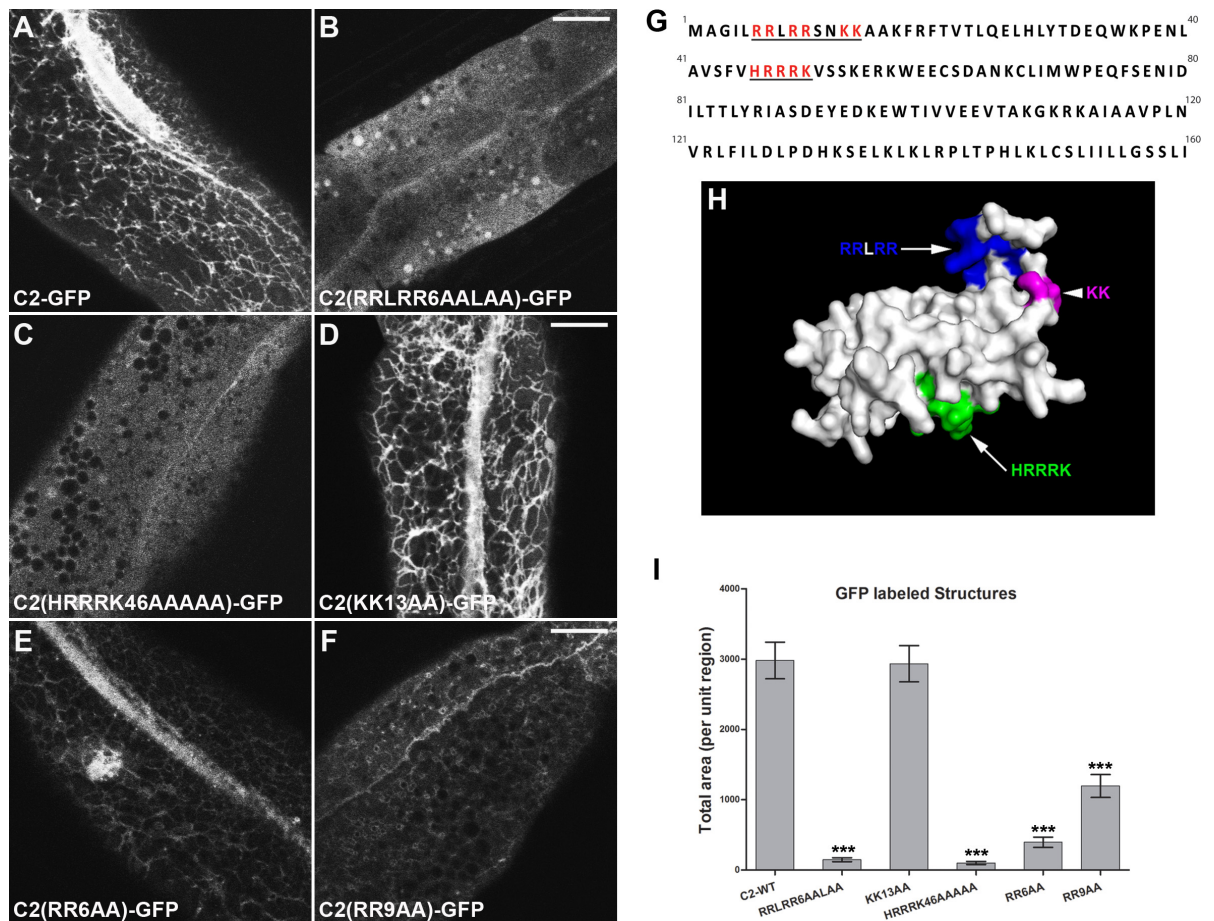 A
C2-GFP
B
C2(RRLRR6AALAA)-GFP
C
C2(HRRRK46AAAAA)-GFP
D
C2(KK13AA)-GFP
E
C2(RR6AA)-GFP
F
C2(RR9AA)-GFP
G
1 MAGILRRLRRSNKKAAKFRFTVTLQELHLYTDEQWKPENL 40
41 AVSFVHRRRKVSSKERKWEECSDANKCLIMWPEQFSENID 80
81 ILTTLYRIASDEYEDKEWTIVVEEVTAKGKRKAIAAVPLN 120
121 VRLFILDLPDHKSELKLKLRPLTPHLKLCSLIILLGSSLI 160
H
RRLRR
KK
HRRRK
I
GFP labeled Structures
Total area (per unit region)
4000
3000
2000
1000
0
***
***
***
***
C2-WT
RRLRR6AALAA
KK13AA
HRRRK46AAAAA
RR6AA
RR9AA